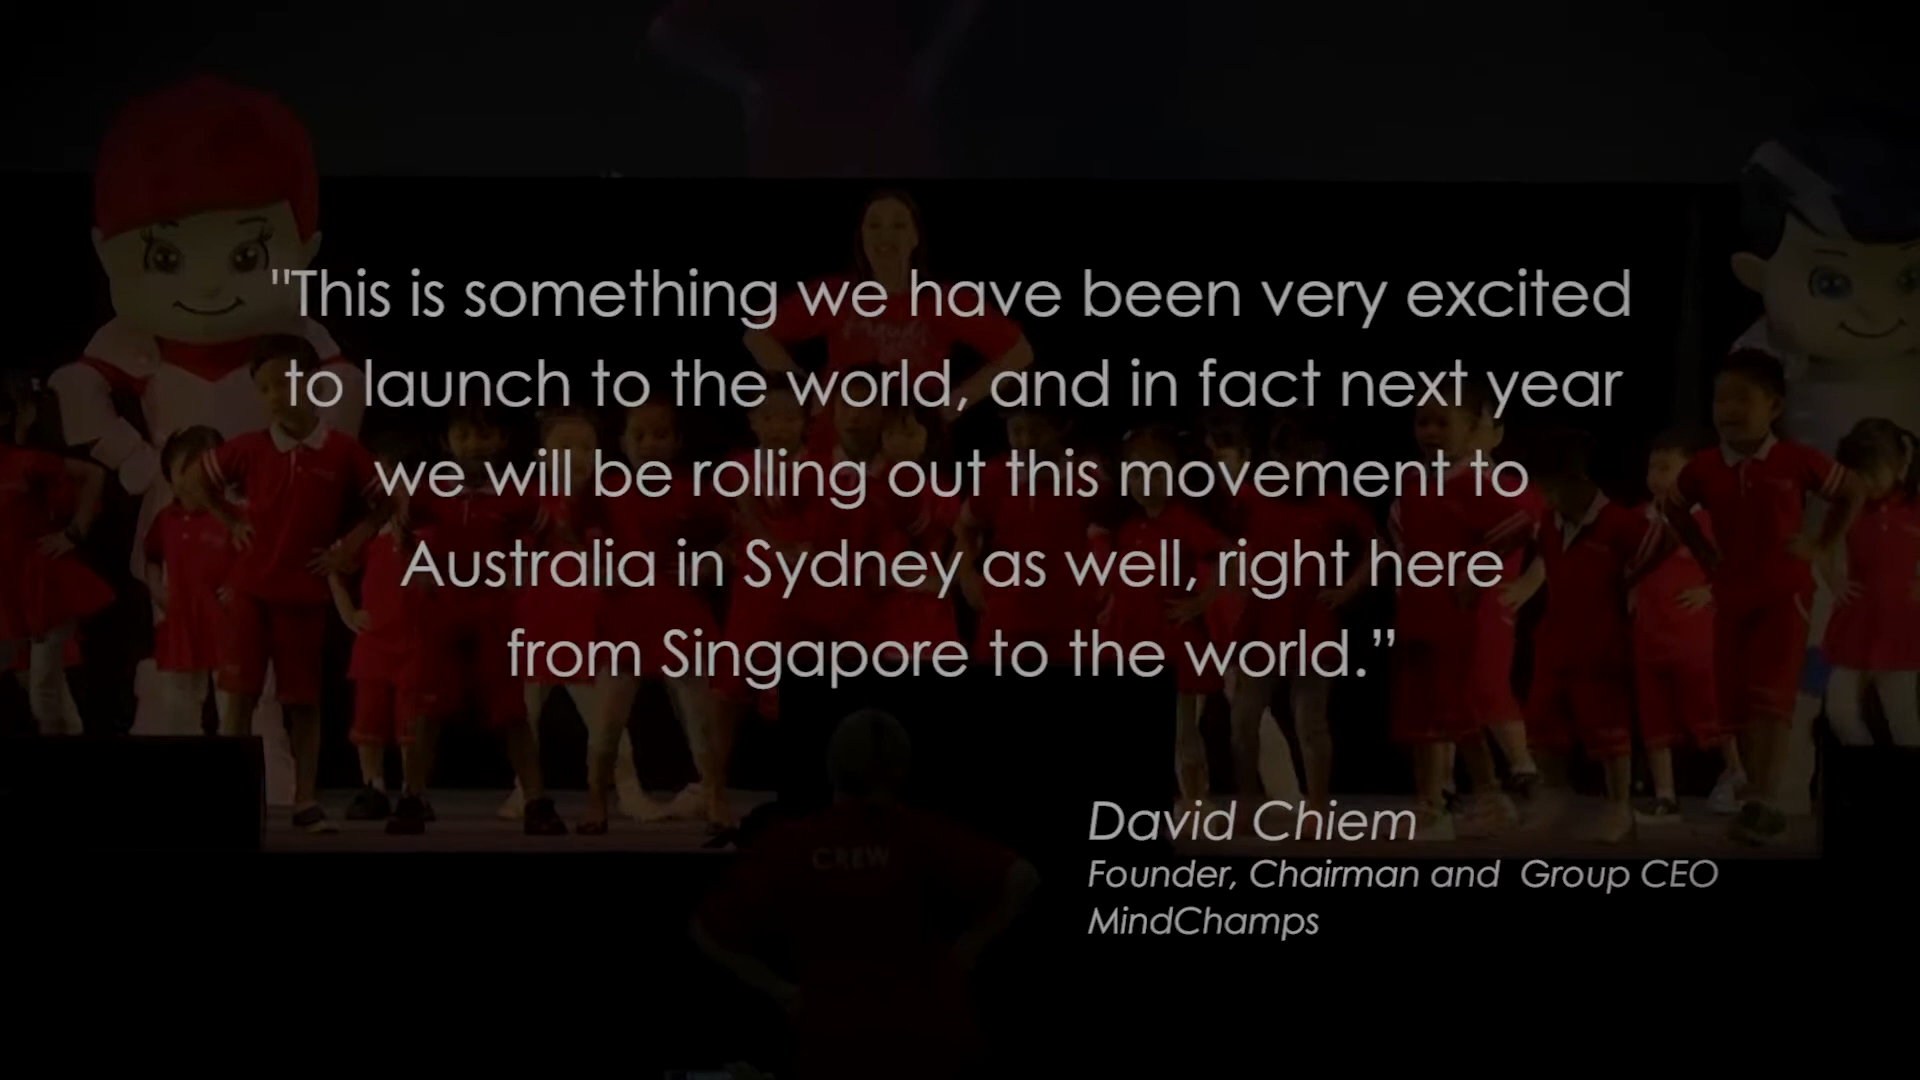 "This is something we have been very excited
to launch to the world, and in fact next year
we will be rolling out this movement to
Australia in Sydney as well, right here
from Singapore to the world.”
David Chiem
Founder, Chairman and  Group CEO
MindChamps
CREW